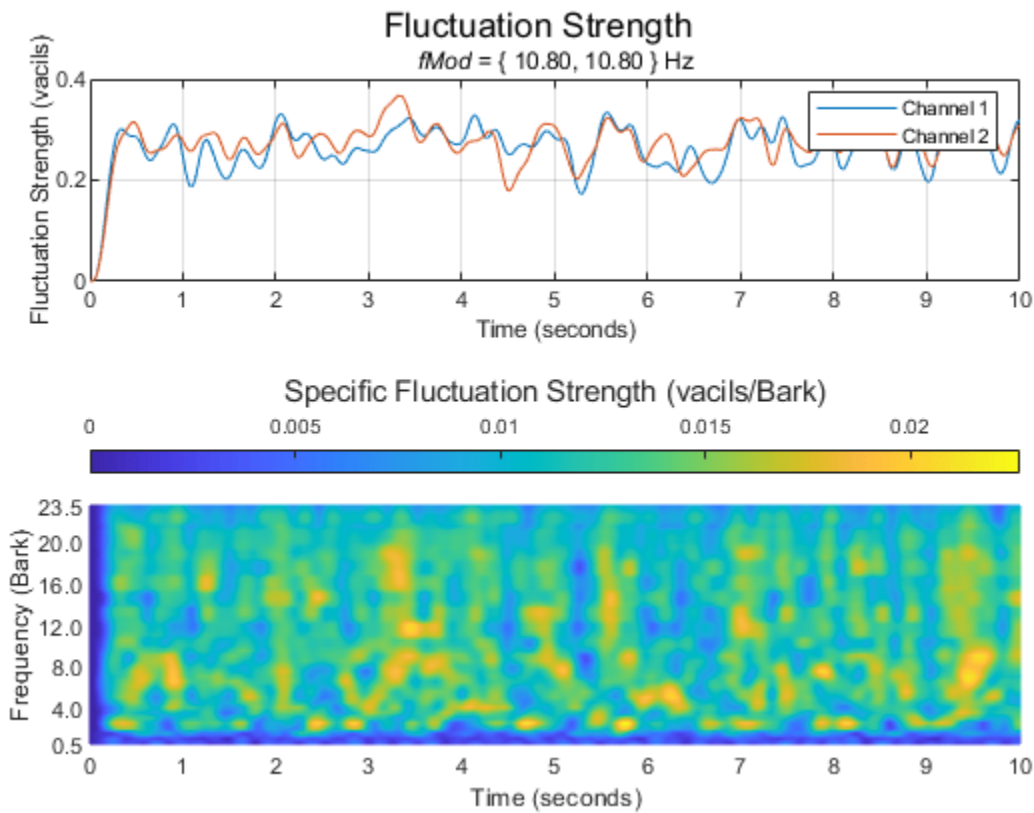 Fluctuation Strength
fMod = { 10.80, 10.80 } Hz
Fluctuation Strength (vacils)
0.4
0.2
0
Channel 1
Channel 2
0 1 2 3 4 5 6 7 8 9 10
Time (seconds)
Specific Fluctuation Strength (vacils/Bark)
0 0.005 0.01 0.015 0.02
Frequency (Bark)
23.5
20.0
16.0
12.0
8.0
4.0
0.5
0 1 2 3 4 5 6 7 8 9 10
Time (seconds)